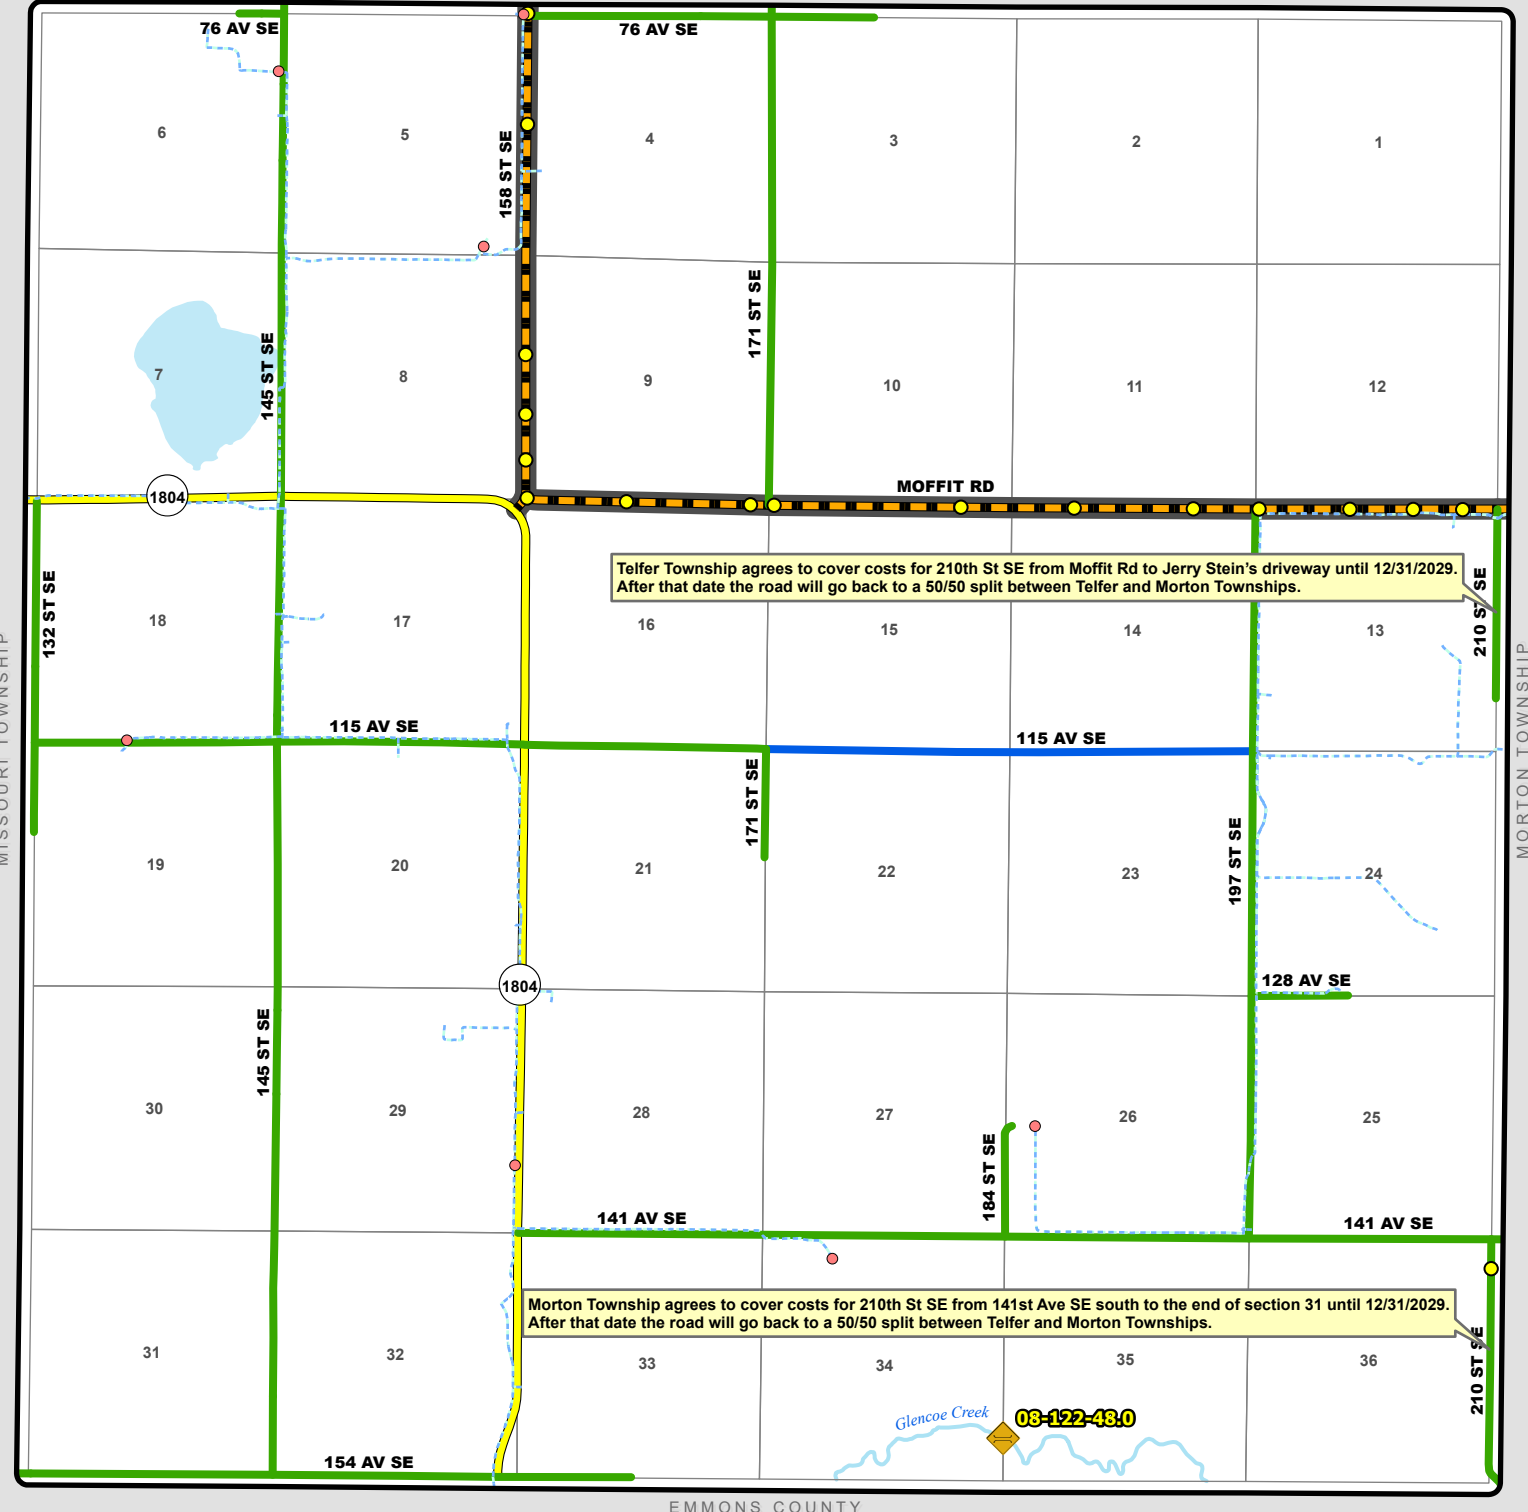 76 AV SE
76 AV SE
6
5
4
3
2
1
158 ST SE
171 ST SE
145 ST SE
7
8
9
10
11
12
1804
MOFFIT RD
Telfer Township agrees to cover costs for 210th St SE from Moffit Rd to Jerry Stein's driveway until 12/31/2029.
After that date the road will go back to a 50/50 split between Telfer and Morton Townships.
132 ST SE
210 ST SE
18
17
16
15
14
13
MISSOURI TOWNSHIP
MORTON TOWNSHIP
115 AV SE
115 AV SE
171 ST SE
197 ST SE
19
20
21
22
23
24
1804
128 AV SE
145 ST SE
30
29
28
27
26
25
184 ST SE
141 AV SE
141 AV SE
Morton Township agrees to cover costs for 210th St SE from 141st Ave SE south to the end of section 31 until 12/31/2029.
After that date the road will go back to a 50/50 split between Telfer and Morton Townships.
210 ST SE
31
32
33
34
35
36
Glencoe Creek
08-122-48.0
154 AV SE
EMMONS COUNTY